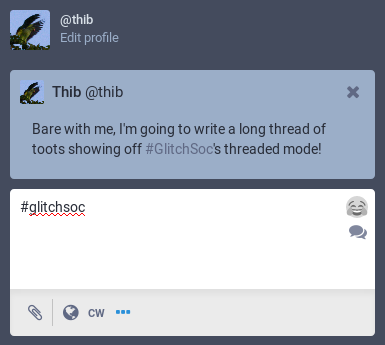 @thib
Edit profile
Thib @thib
Bare with me, I'm going to write a long thread of
toots showing off #GlitchSoc's threaded mode!
#glitchsoc
CW